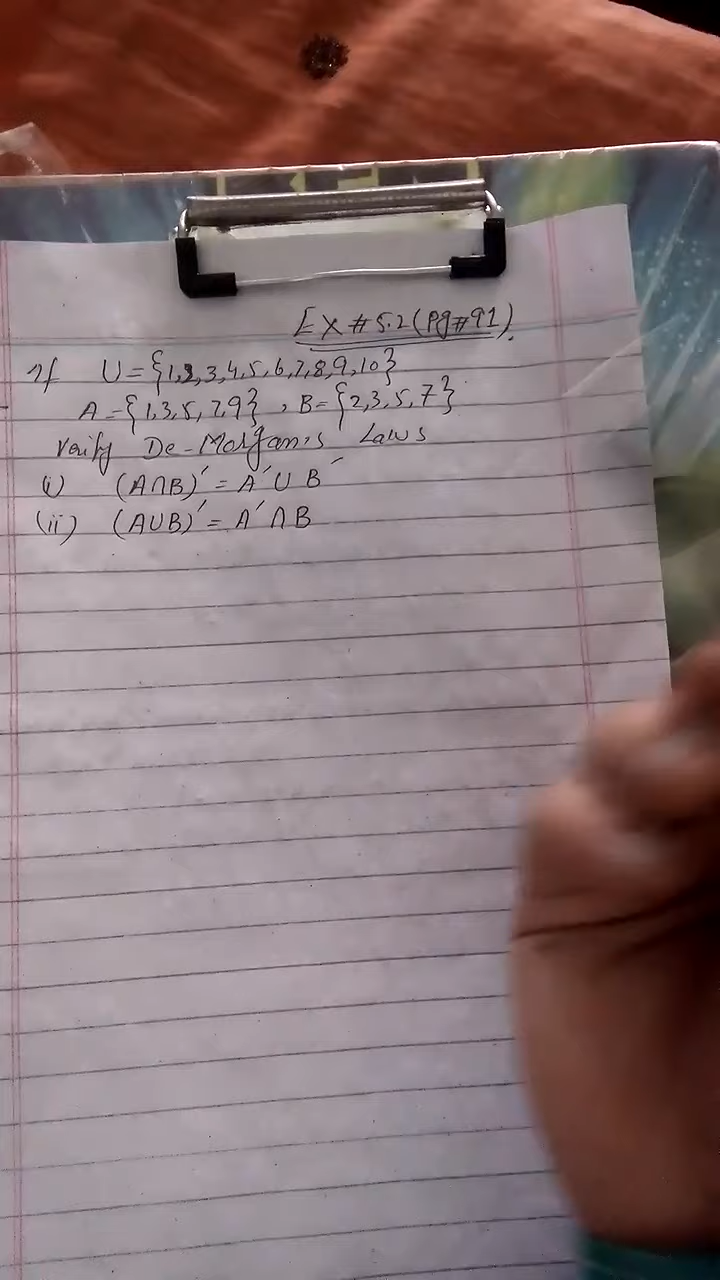 Ex # 5.2 (Pg#91).
If U = {1,2,3,4,5,6,7,8,9,10}
A = {1,3,5,7,9} , B = {2,3,5,7}
Verify De-Morgan's Laws
(i) (A∩B)′ = A′ ∪ B′
(ii) (A∪B)′ = A′ ∩ B